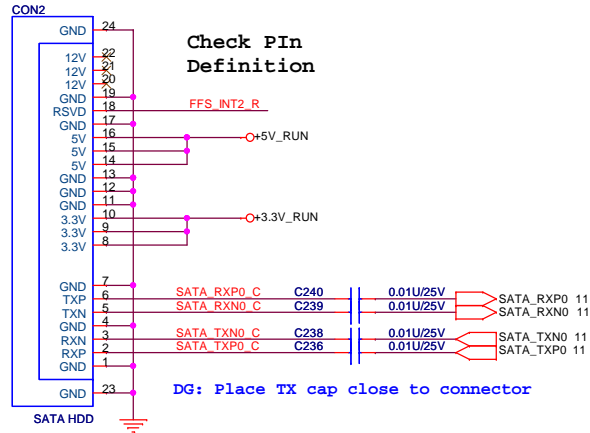 CON2
GND 24
Check PIn
Definition
12V 22
12V 21
12V 20
GND 19
RSVD 18 FFS_INT2_R
GND 17
5V 16 +5V_RUN
5V 15
5V 14
GND 13
GND 12
GND 11
3.3V 10 +3.3V_RUN
3.3V 9
3.3V 8
GND 7
TXP 6 SATA_RXP0_C C240 0.01U/25V SATA_RXP0 11
TXN 5 SATA_RXN0_C C239 0.01U/25V SATA_RXN0 11
GND 4
RXN 3 SATA_TXN0_C C238 0.01U/25V SATA_TXN0 11
RXP 2 SATA_TXP0_C C236 0.01U/25V SATA_TXP0 11
GND 1
GND 23
DG: Place TX cap close to connector
SATA HDD